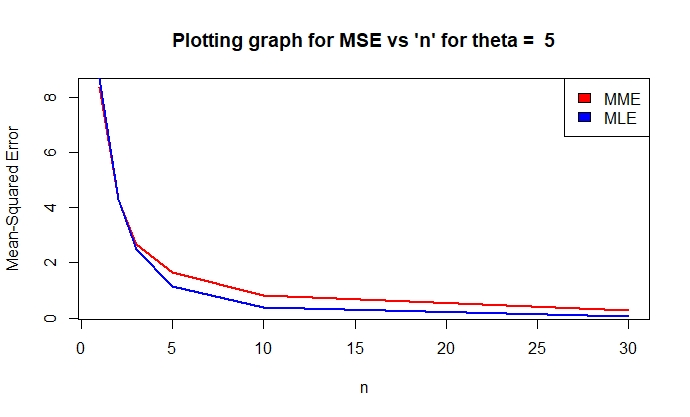 Plotting graph for MSE vs 'n' for theta =  5
MME
MLE
8
6
4
2
0
Mean-Squared Error
0 5 10 15 20 25 30
n